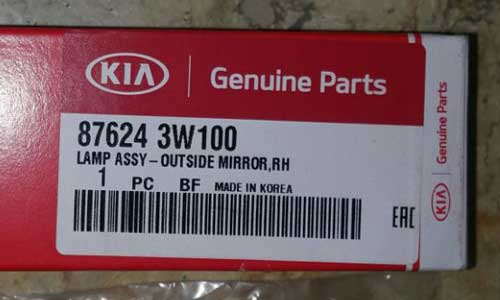 KIA Genuine Parts
87624 3W100
LAMP ASSY-OUTSIDE MIRROR,RH
1 PC BF MADE IN KOREA
EAC
KIA Genuine Parts